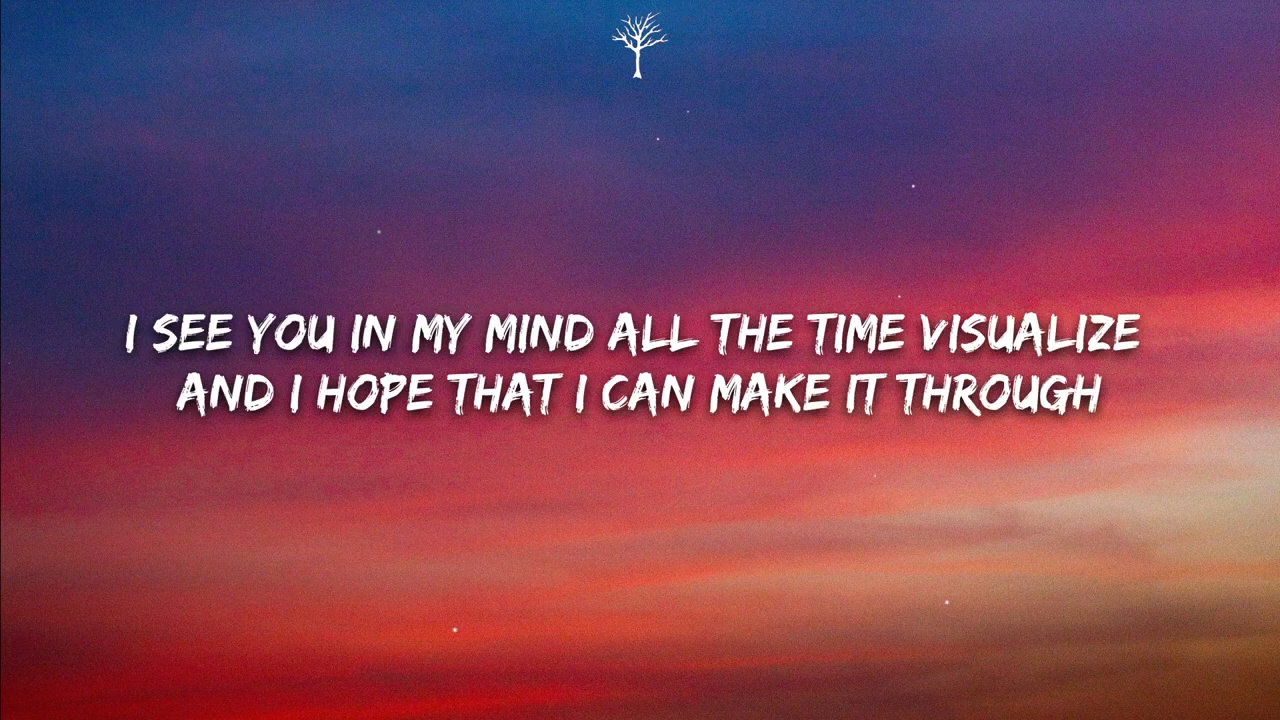 I SEE YOU IN MY MIND ALL THE TIME VISUALIZE
AND I HOPE THAT I CAN MAKE IT THROUGH